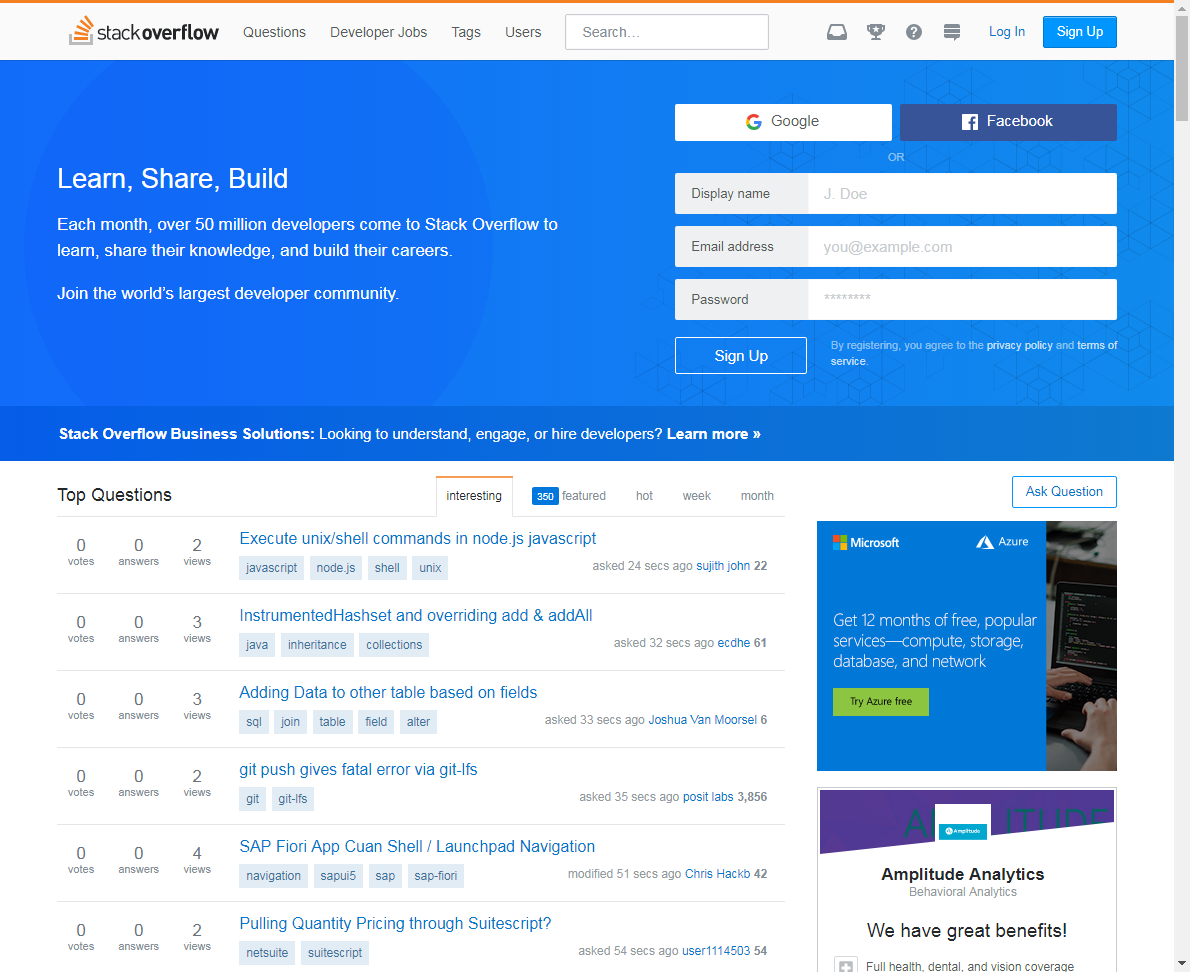 stack overflow Questions Developer Jobs Tags Users Search... Log In Sign Up
Google Facebook
OR
Learn, Share, Build
Each month, over 50 million developers come to Stack Overflow to
learn, share their knowledge, and build their careers.
Join the world's largest developer community.
Display name J. Doe
Email address you@example.com
Password ********
Sign Up
By registering, you agree to the privacy policy and terms of
service.
Stack Overflow Business Solutions: Looking to understand, engage, or hire developers? Learn more »
Top Questions interesting 350 featured hot week month
Ask Question
0 votes 0 answers 2 views
Execute unix/shell commands in node.js javascript
javascript node.js shell unix
asked 24 secs ago sujith john 22
0 votes 0 answers 3 views
InstrumentedHashset and overriding add & addAll
java inheritance collections
asked 32 secs ago ecdhe 61
0 votes 0 answers 3 views
Adding Data to other table based on fields
sql join table field alter
asked 33 secs ago Joshua Van Moorsel 6
0 votes 0 answers 2 views
git push gives fatal error via git-lfs
git git-lfs
asked 35 secs ago posit labs 3,856
0 votes 0 answers 4 views
SAP Fiori App Cuan Shell / Launchpad Navigation
navigation sapui5 sap sap-fiori
modified 51 secs ago Chris Hackb 42
0 votes 0 answers 2 views
Pulling Quantity Pricing through Suitescript?
netsuite suitescript
asked 54 secs ago user1114503 54
Microsoft Azure
Get 12 months of free, popular
services—compute, storage,
database, and network
Try Azure free
Amplitude
Amplitude Analytics
Behavioral Analytics
We have great benefits!
Full health, dental, and vision coverage